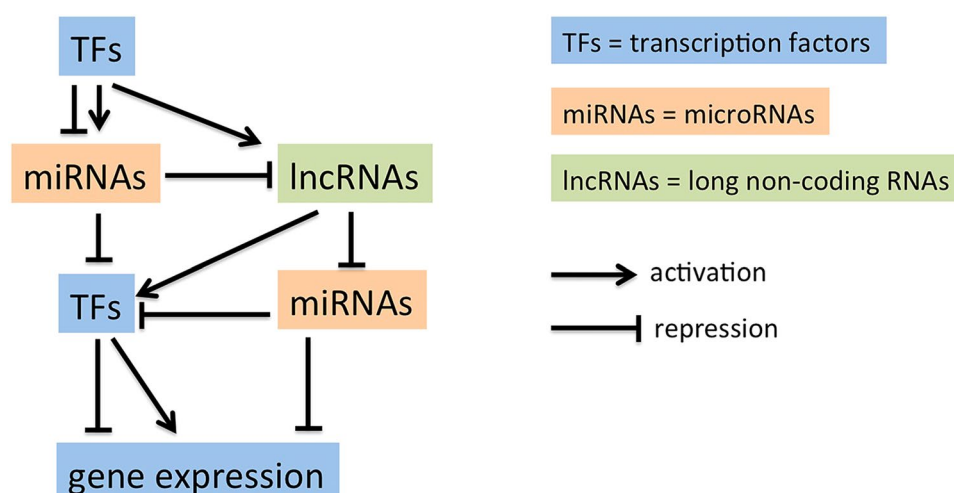 TFs
miRNAs
lncRNAs
TFs
miRNAs
gene expression
TFs = transcription factors
miRNAs = microRNAs
lncRNAs = long non-coding RNAs
activation
repression